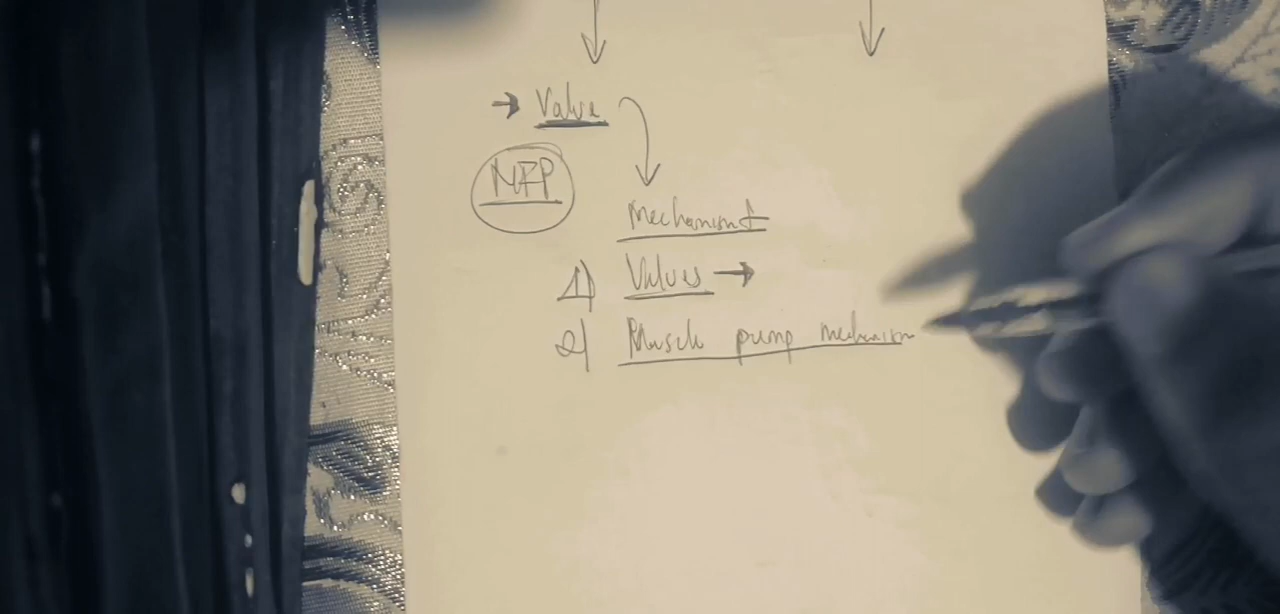 → Valve
NFP
Mechanism
1) Valves →
2) Muscle pump mechanism